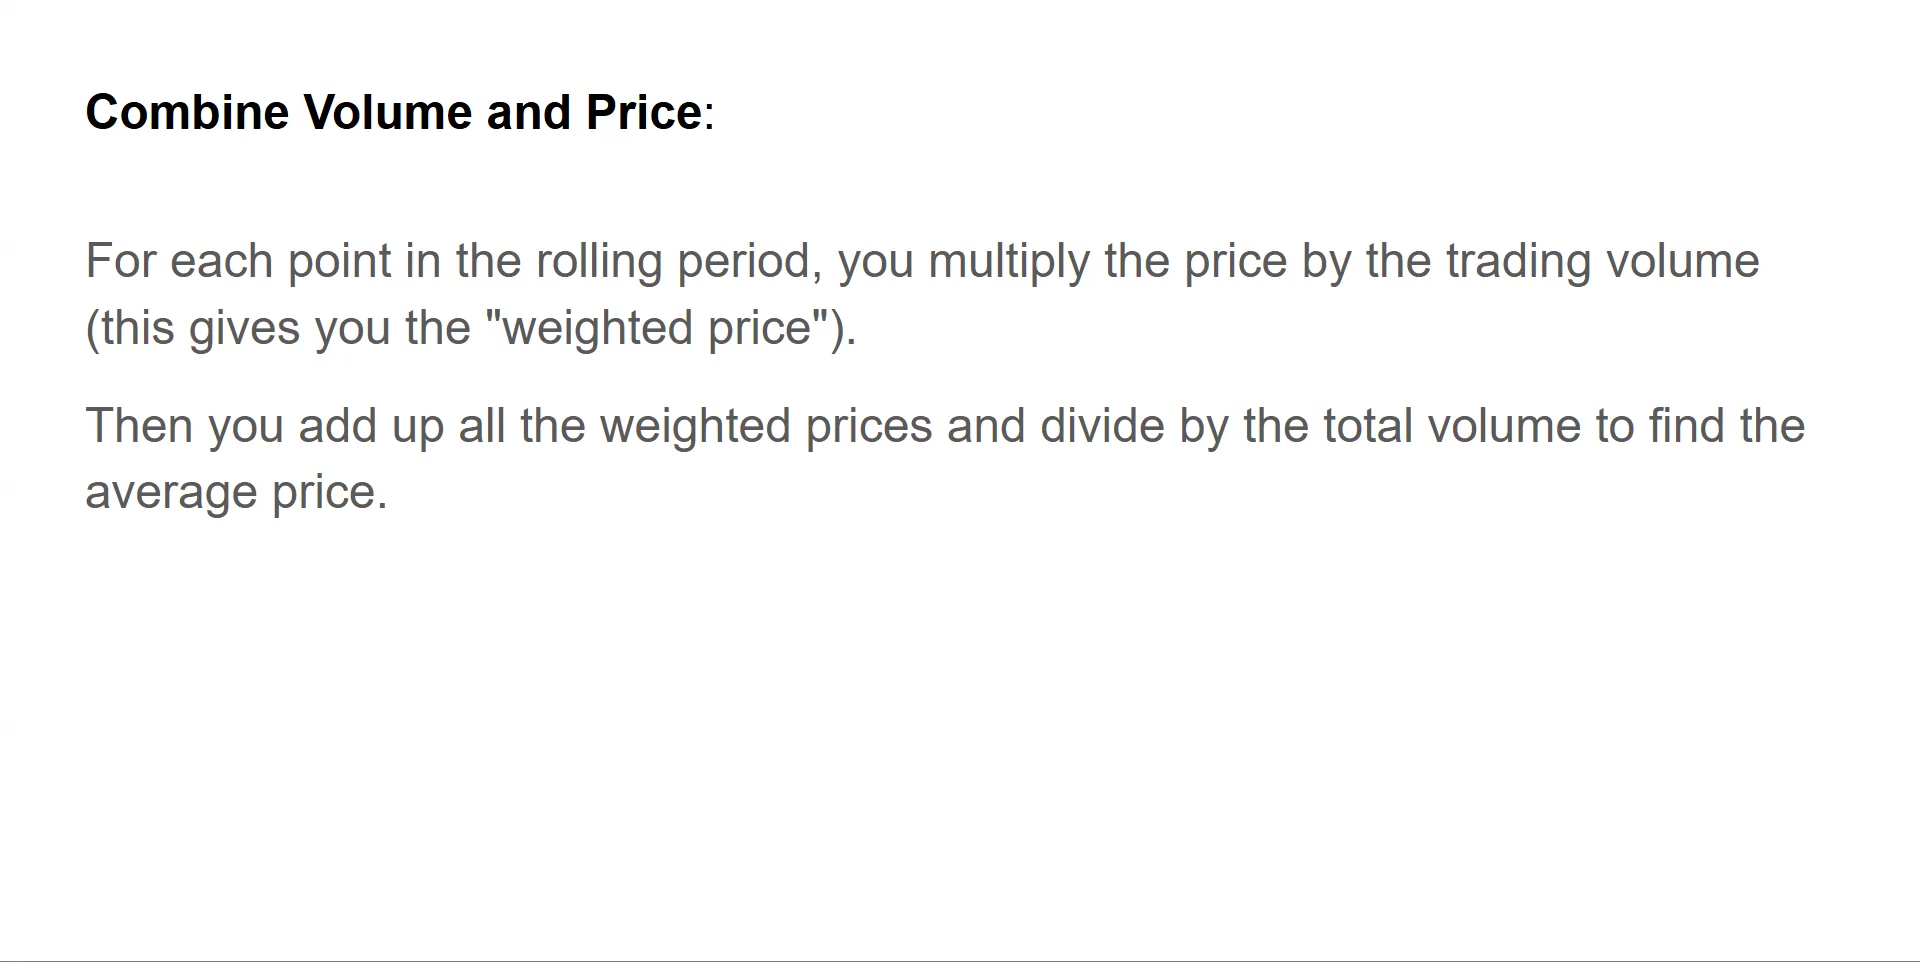 Combine Volume and Price:
For each point in the rolling period, you multiply the price by the trading volume
(this gives you the "weighted price").
Then you add up all the weighted prices and divide by the total volume to find the
average price.